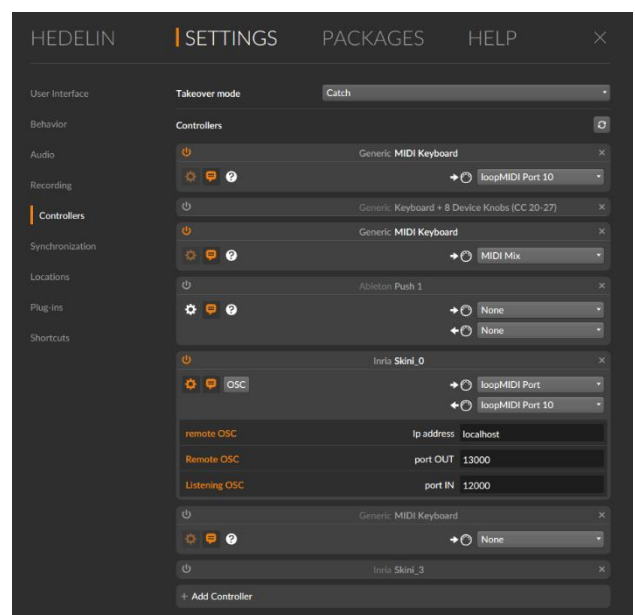 HEDELIN SETTINGS PACKAGES HELP
User Interface
Behavior
Audio
Recording
Controllers
Synchronization
Locations
Plug-ins
Shortcuts
Takeover mode Catch
Controllers
Generic MIDI Keyboard
? loopMIDI Port 10
Generic Keyboard + 8 Device Knobs (CC 20-27)
Generic MIDI Keyboard
? MIDI Mix
Ableton Push 1
? None
None
Inria Skini_0
OSC loopMIDI Port
loopMIDI Port 10
remote OSC Ip address localhost
Remote OSC port OUT 13000
Listening OSC port IN 12000
Generic MIDI Keyboard
? None
Inria Skini_3
+ Add Controller